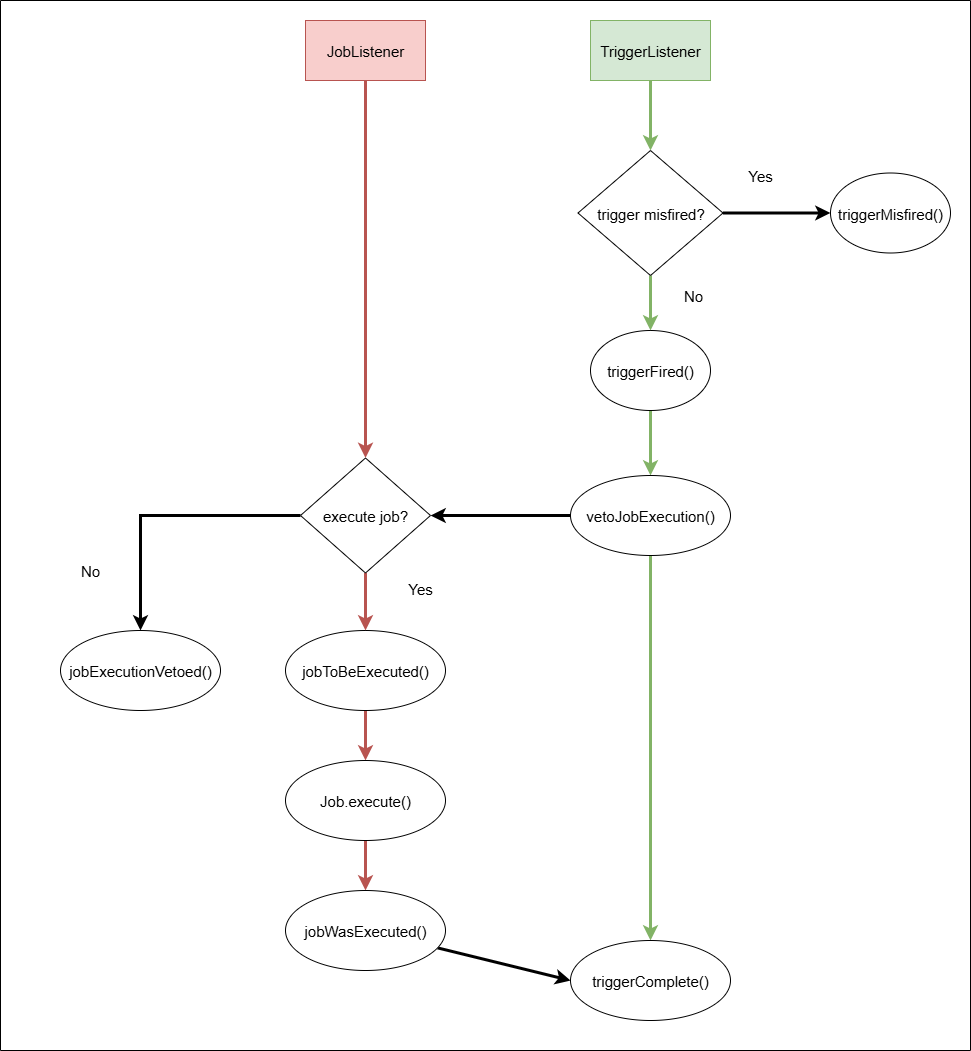 JobListener
TriggerListener
Yes
trigger misfired?
triggerMisfired()
No
triggerFired()
execute job?
vetoJobExecution()
No
Yes
jobExecutionVetoed()
jobToBeExecuted()
Job.execute()
jobWasExecuted()
triggerComplete()